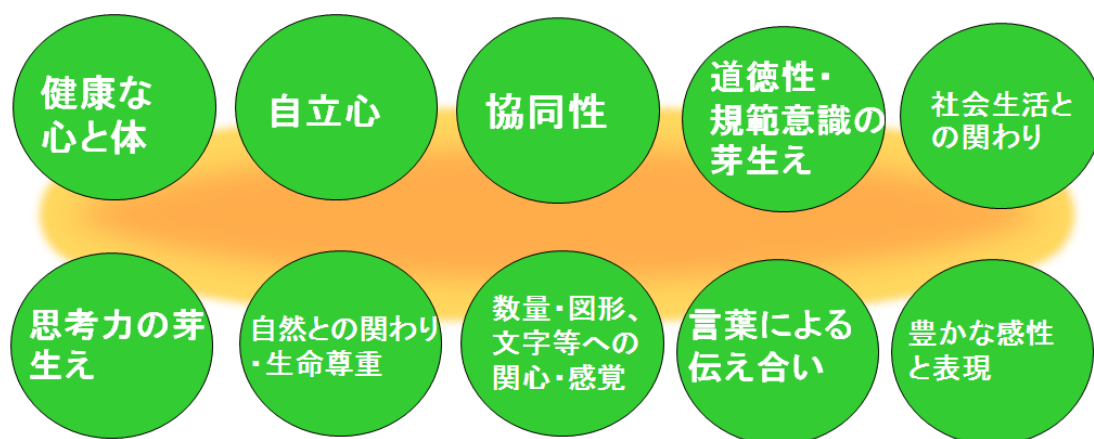 健康な
心と体
自立心
協同性
道徳性・
規範意識の
芽生え
社会生活と
の関わり
思考力の芽
生え
自然との関わり
・生命尊重
数量・図形、
文字等への
関心・感覚
言葉による
伝え合い
豊かな感性
と表現